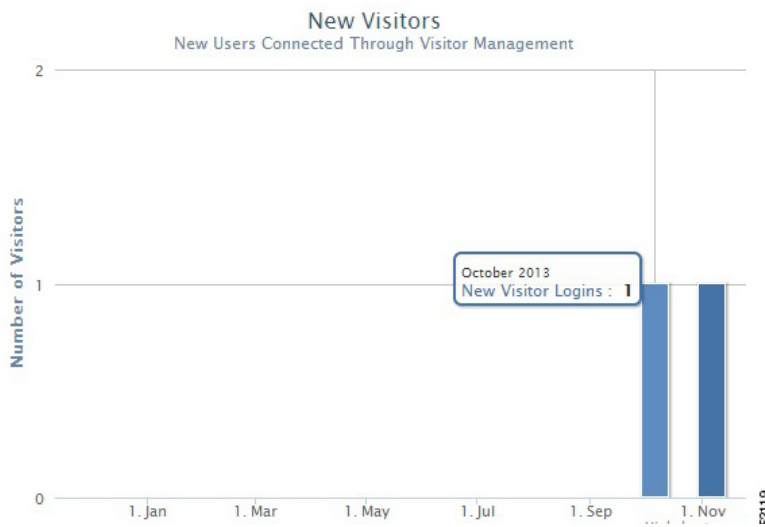 New Visitors
New Users Connected Through Visitor Management
Number of Visitors
2
1
0
October 2013
New Visitor Logins : 1
1. Jan
1. Mar
1. May
1. Jul
1. Sep
1. Nov